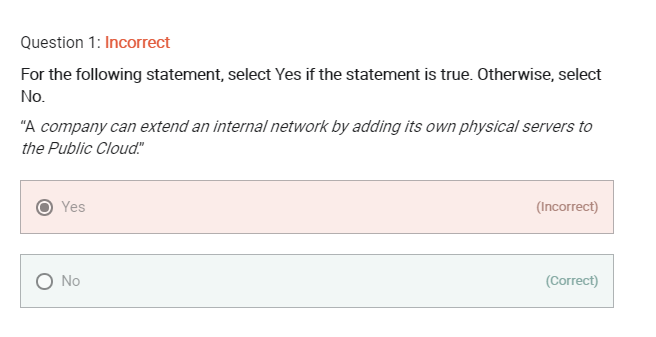 Question 1: Incorrect
For the following statement, select Yes if the statement is true. Otherwise, select
No.
"A company can extend an internal network by adding its own physical servers to
the Public Cloud."
Yes (Incorrect)
No (Correct)